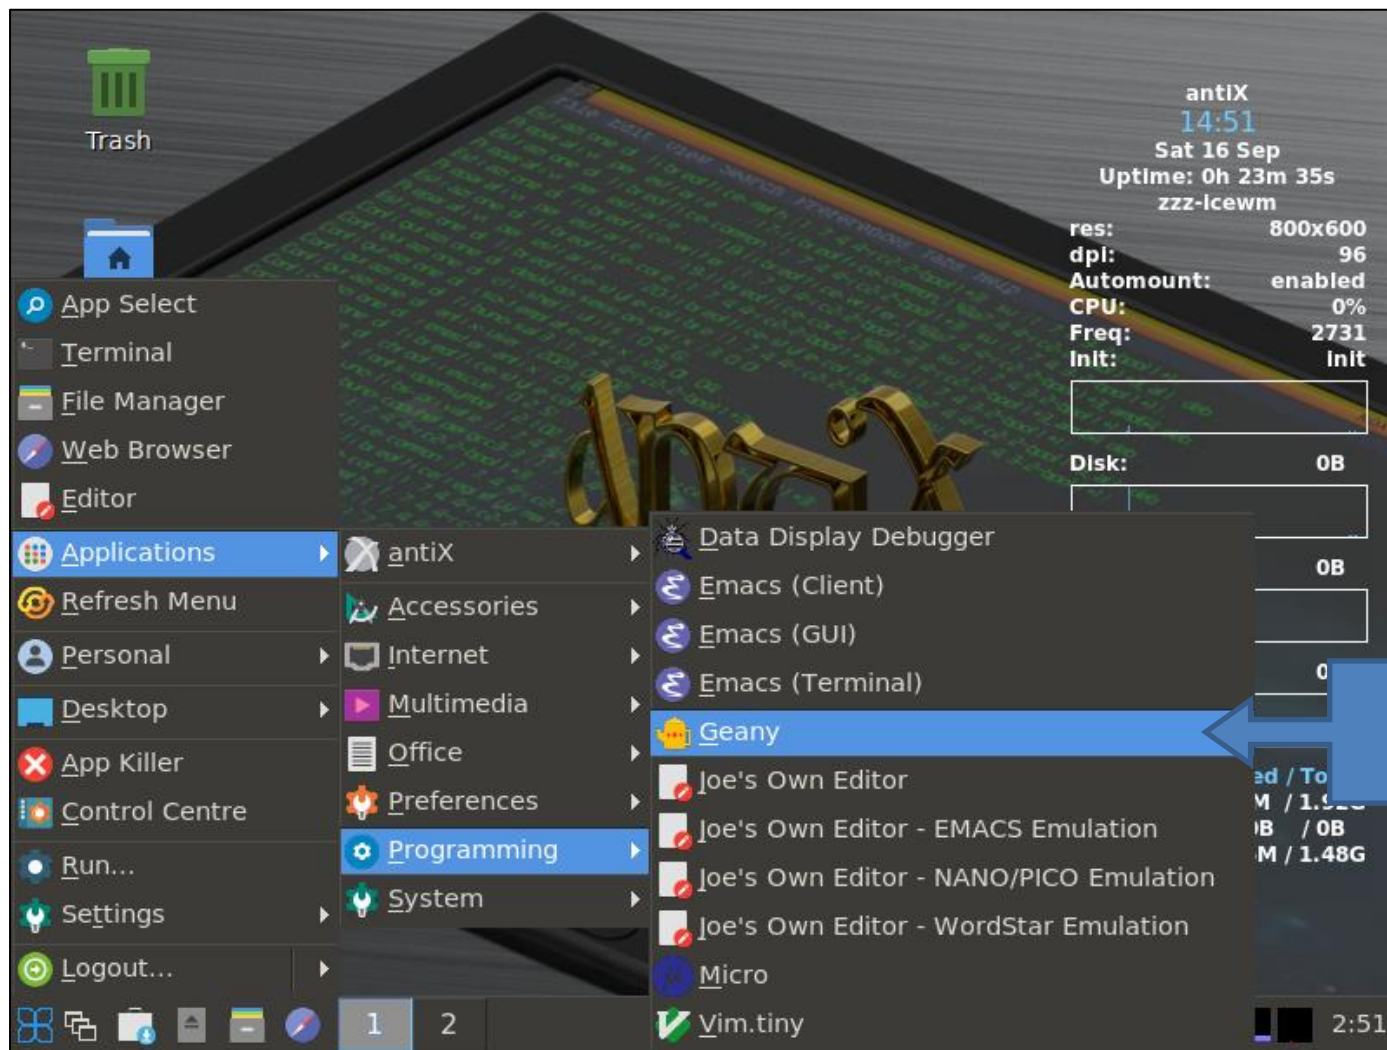 Trash
antiX
14:51
Sat 16 Sep
Uptime: 0h 23m 35s
zzz-icewm
res: 800x600
dpi: 96
Automount: enabled
CPU: 0%
Freq: 2731
Init: init
Disk: 0B
0B
App Select
Terminal
File Manager
Web Browser
Editor
Applications
Refresh Menu
Personal
Desktop
App Killer
Control Centre
Run...
Settings
Logout...
antiX
Accessories
Internet
Multimedia
Office
Preferences
Programming
System
Data Display Debugger
Emacs (Client)
Emacs (GUI)
Emacs (Terminal)
Geany
Joe's Own Editor
Joe's Own Editor - EMACS Emulation
Joe's Own Editor - NANO/PICO Emulation
Joe's Own Editor - WordStar Emulation
Micro
Vim.tiny
/ 0B
M / 1.48G
1 2
2:51